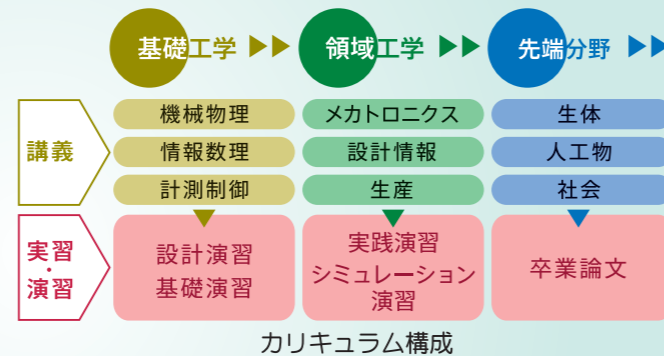 基礎工学 ▶▶ 領域工学 ▶▶ 先端分野 ▶▶
講義
機械物理
情報数理
計測制御
メカトロニクス
設計情報
生産
生体
人工物
社会
実習・演習
設計演習
基礎演習
実践演習
シミュレーション
演習
卒業論文
カリキュラム構成